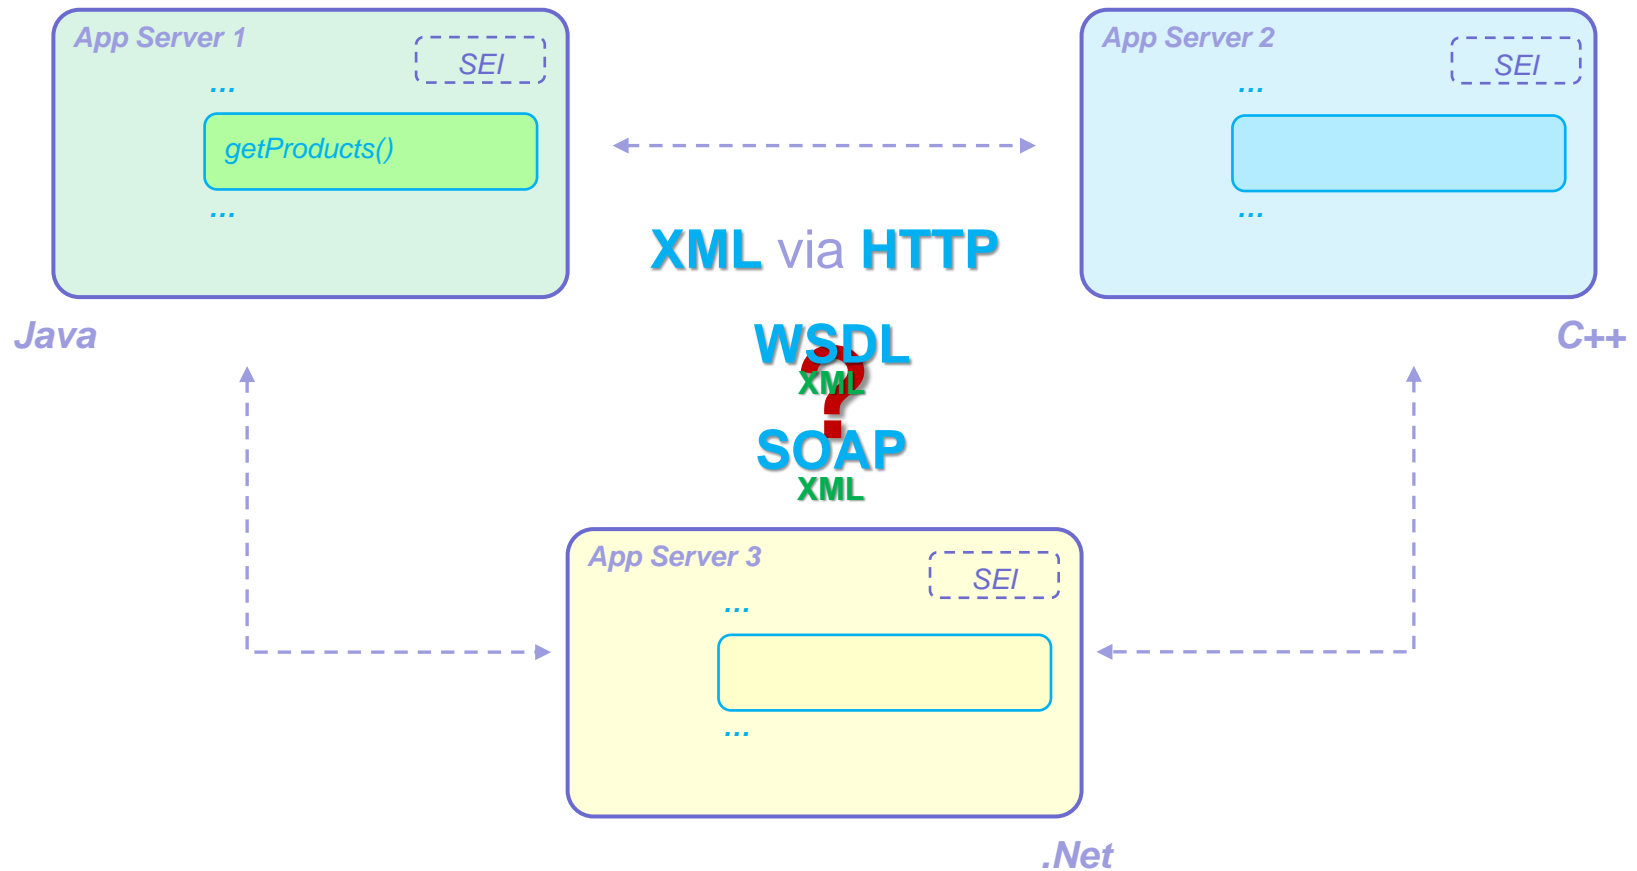 App Server 1
SEI
...
getProducts()
...
Java
App Server 2
SEI
...
...
C++
XML via HTTP
WSDL
XML
?
SOAP
XML
App Server 3
SEI
...
...
.Net